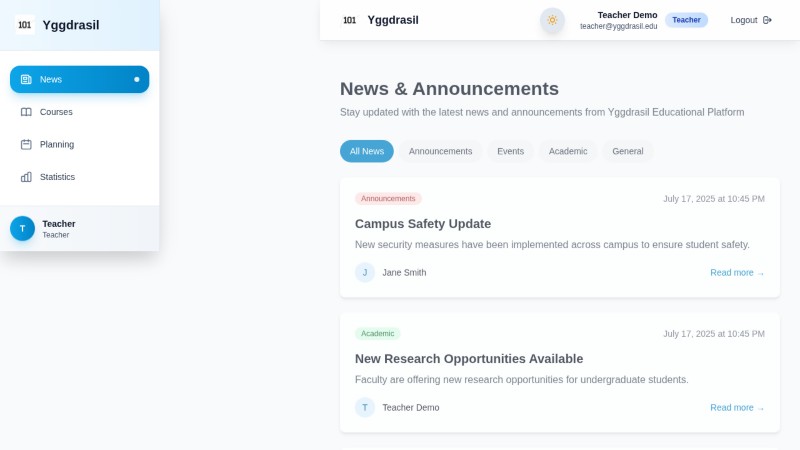 101 Yggdrasil
News
Courses
Planning
Statistics
T
Teacher
Teacher
101 Yggdrasil
Teacher Demo
teacher@yggdrasil.edu
Teacher
Logout
News & Announcements
Stay updated with the latest news and announcements from Yggdrasil Educational Platform
All News Announcements Events Academic General
Announcements July 17, 2025 at 10:45 PM
Campus Safety Update
New security measures have been implemented across campus to ensure student safety.
J Jane Smith Read more →
Academic July 17, 2025 at 10:45 PM
New Research Opportunities Available
Faculty are offering new research opportunities for undergraduate students.
T Teacher Demo Read more →